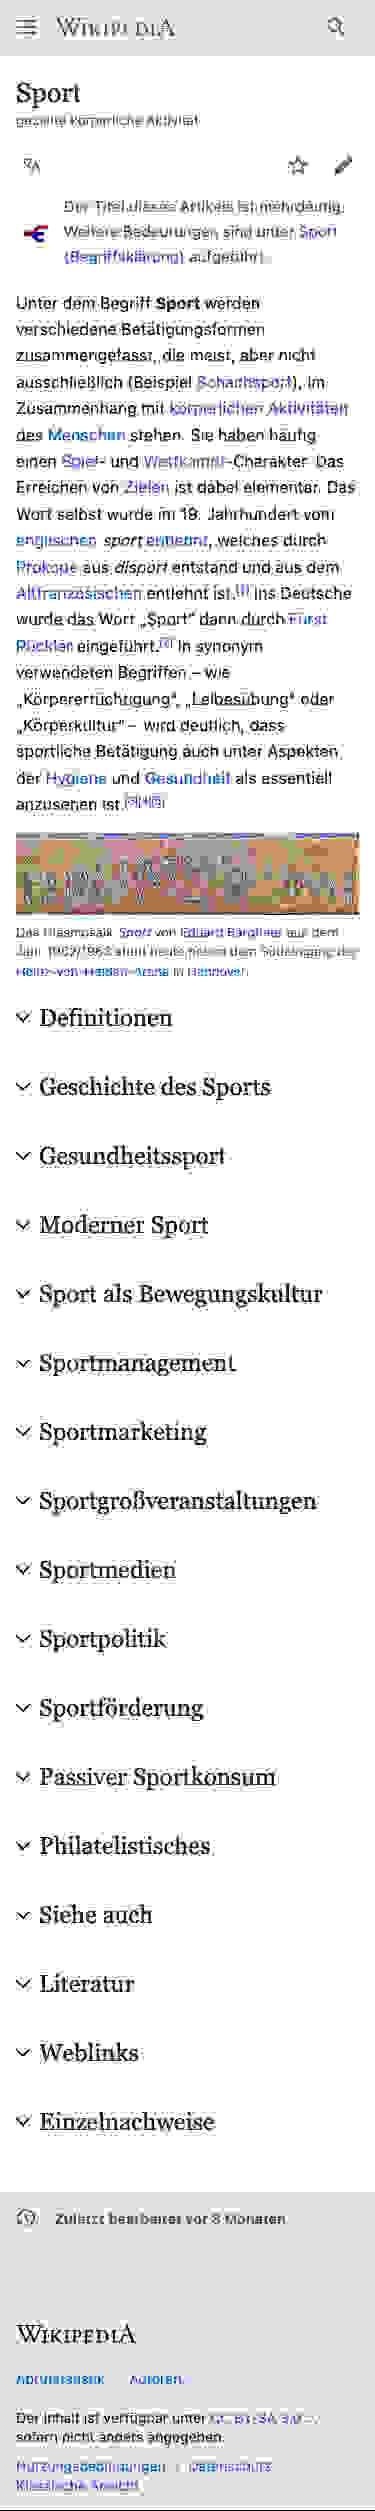 WIKIPEDIA
Sport
gezielte körperliche Aktivität
Der Titel dieses Artikels ist mehrdeutig.
Weitere Bedeutungen sind unter Sport
(Begriffsklärung) aufgeführt.
Unter dem Begriff Sport werden
verschiedene Betätigungsformen
zusammengefasst, die meist, aber nicht
ausschließlich (Beispiel Schachsport), im
Zusammenhang mit körperlichen Aktivitäten
des Menschen stehen. Sie haben häufig
einen Spiel- und Wettkampf-Charakter. Das
Erreichen von Zielen ist dabei elementar. Das
Wort selbst wurde im 19. Jahrhundert vom
englischen sport entlehnt, welches durch
Prokope aus disport entstand und aus dem
Altfranzösischen entlehnt ist.[1] Ins Deutsche
wurde das Wort „Sport“ dann durch Fürst
Pückler eingeführt.[2] In synonym
verwendeten Begriffen – wie
„Körperertüchtigung“, „Leibesübung“ oder
„Körperkultur“ – wird deutlich, dass
sportliche Betätigung auch unter Aspekten
der Hygiene und Gesundheit als essentiell
anzusehen ist.[3][4][5]
Das Glasmosaik Sport von Eduard Bargheer aus dem
Jahr 1962/1963 steht heute neben dem Südeingang der
Heinz-von-Heiden-Arena in Hannover.
Definitionen
Geschichte des Sports
Gesundheitssport
Moderner Sport
Sport als Bewegungskultur
Sportmanagement
Sportmarketing
Sportgroßveranstaltungen
Sportmedien
Sportpolitik
Sportförderung
Passiver Sportkonsum
Philatelistisches
Siehe auch
Literatur
Weblinks
Einzelnachweise
Zuletzt bearbeitet vor 8 Monaten
WIKIPEDIA
Abrufstatistik Autoren
Der Inhalt ist verfügbar unter CC BY-SA 3.0
sofern nicht anders angegeben.
Nutzungsbedingungen Datenschutz
Klassische Ansicht